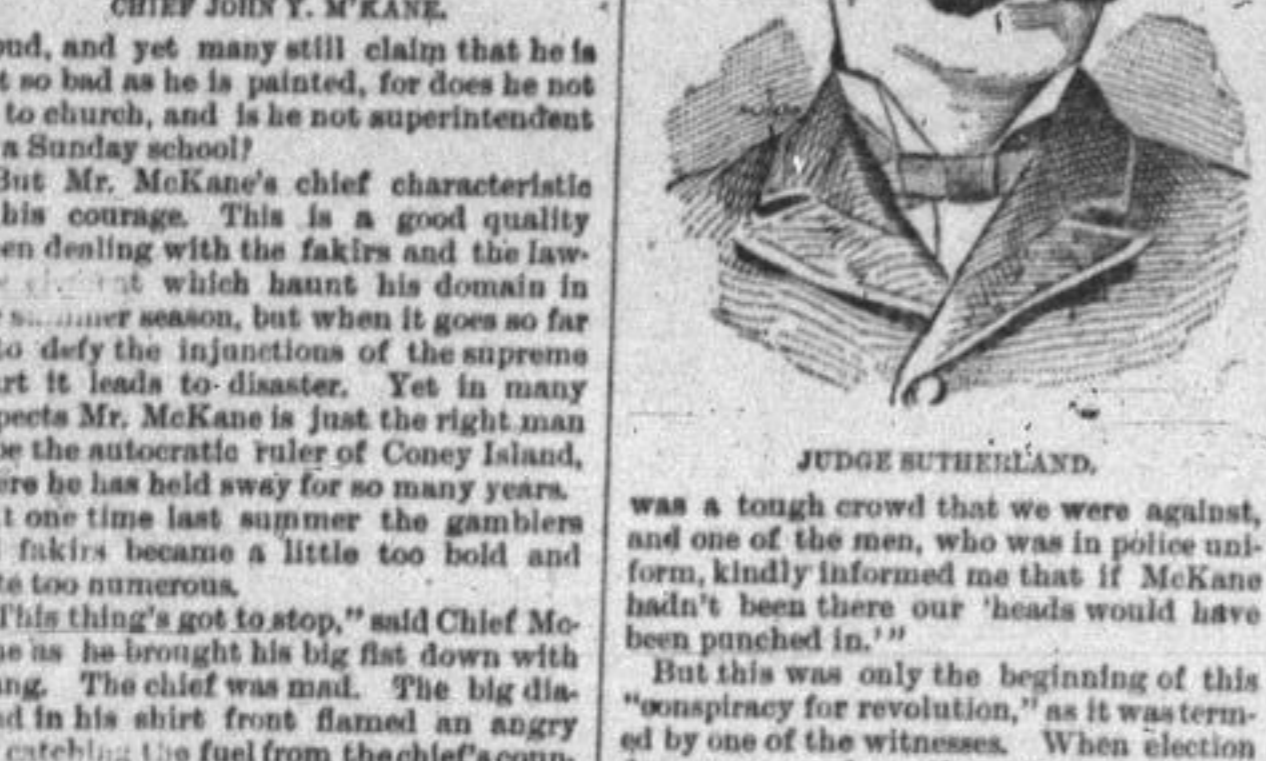 CHIEF JOHN Y. M'KANE.
oud, and yet many still claim that he is
t so bad as he is painted, for does he not
to church, and is he not superintendent
a Sunday school?
But Mr. McKane's chief characteristic
his courage. This is a good quality
en dealing with the fakirs and the law-
which haunt his domain in
season, but when it goes so far
to defy the injunctions of the supreme
rt it leads to disaster. Yet in many
pects Mr. McKane is just the right man
be the autocratic ruler of Coney Island,
ere he has held sway for so many years.
t one time last summer the gamblers
fakirs became a little too bold and
te too numerous.
This thing's got to stop," said Chief Mc-
ne as he brought his big fist down with
ang. The chief was mad. The big dia-
nd in his shirt front flamed an angry
catching the fuel from the chief's coun-
JUDGE SUTHERLAND.
was a tough crowd that we were against,
and one of the men, who was in police uni-
form, kindly informed me that if McKane
hadn't been there our 'heads would have
been punched in.'"
But this was only the beginning of this
"conspiracy for revolution," as it was term-
ed by one of the witnesses. When election